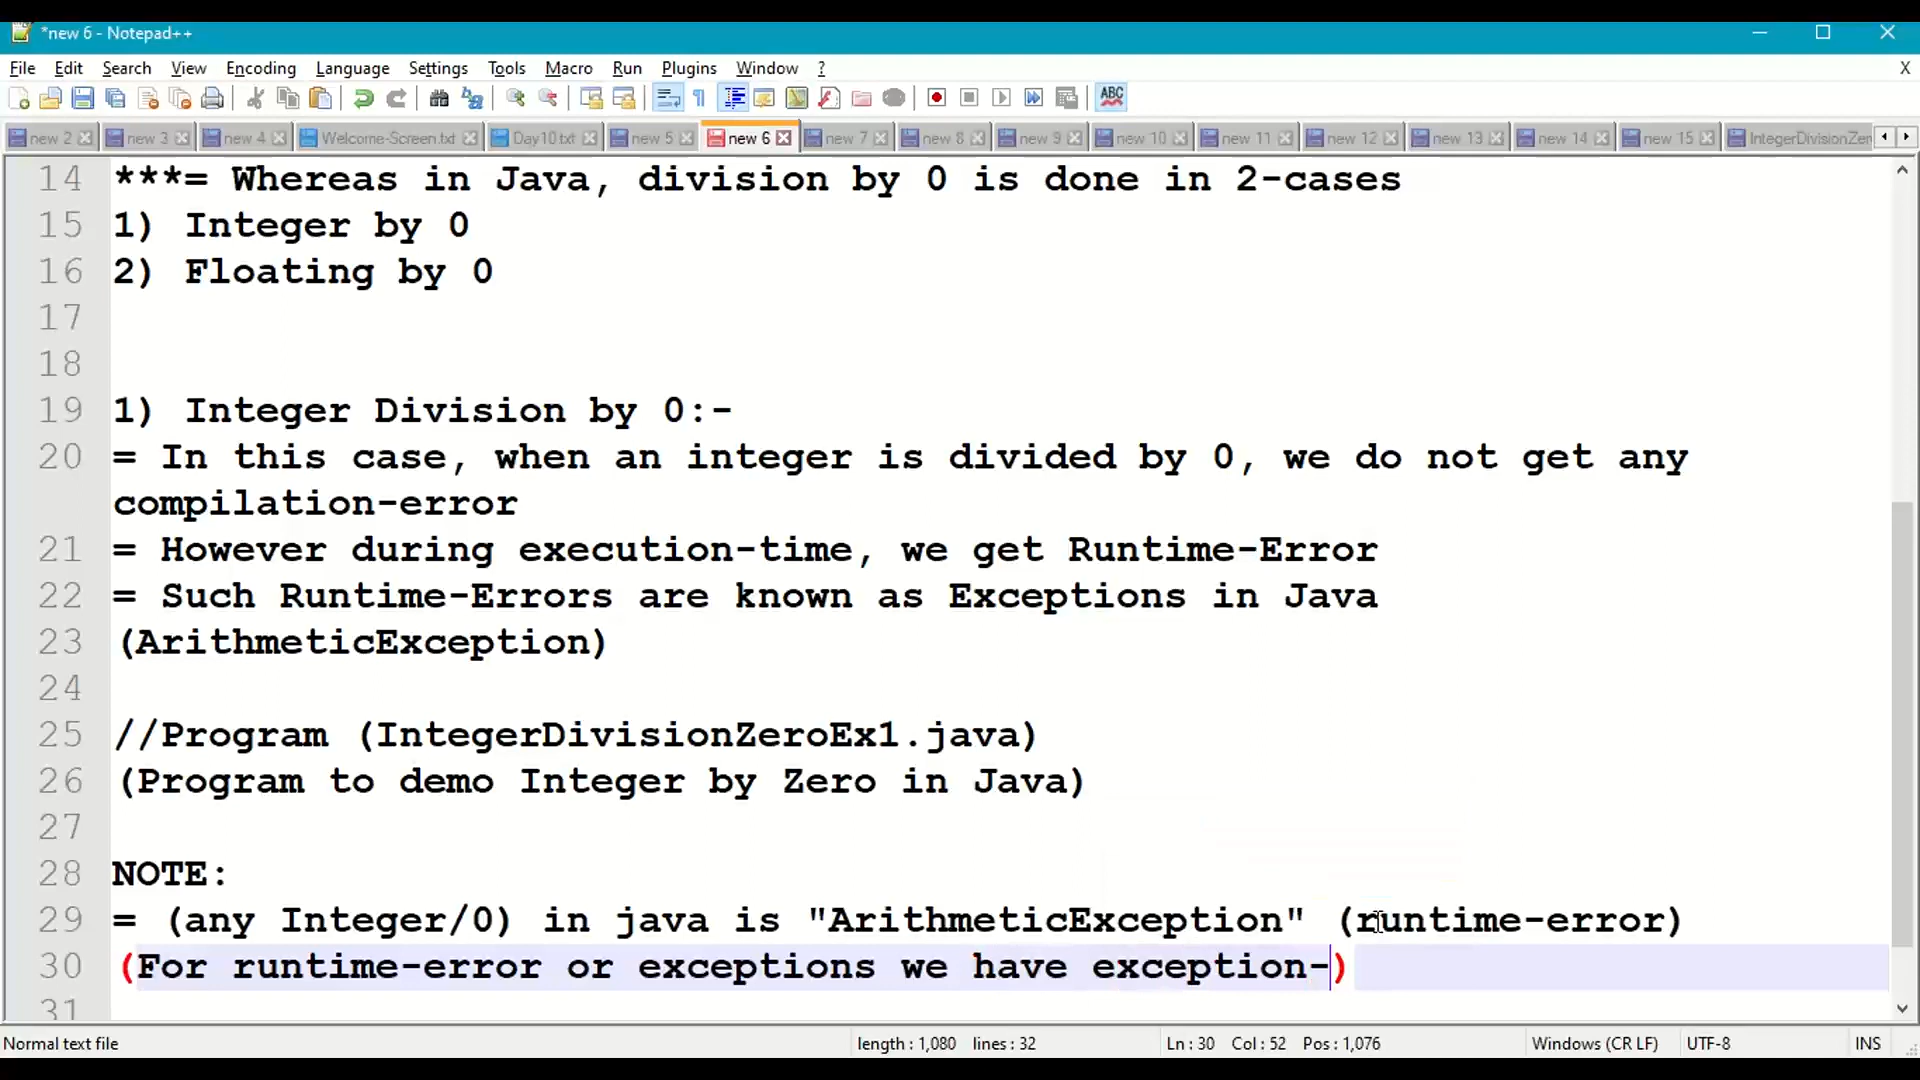 *new 6 - Notepad++
File Edit Search View Encoding Language Settings Tools Macro Run Plugins Window ? X
ABC
new 2 new 3 new 4 Welcome-Screen.txt Day10.txt new 5 new 6 new 7 new 8 new 9 new 10 new 11 new 12 new 13 new 14 new 15 IntegerDivisionZer
14 ***= Whereas in Java, division by 0 is done in 2-cases
15 1) Integer by 0
16 2) Floating by 0
17
18
19 1) Integer Division by 0:-
20 = In this case, when an integer is divided by 0, we do not get any
compilation-error
21 = However during execution-time, we get Runtime-Error
22 = Such Runtime-Errors are known as Exceptions in Java
23 (ArithmeticException)
24
25 //Program (IntegerDivisionZeroEx1.java)
26 (Program to demo Integer by Zero in Java)
27
28 NOTE:
29 = (any Integer/0) in java is "ArithmeticException" (runtime-error)
30 (For runtime-error or exceptions we have exception-)
31
Normal text file length : 1,080 lines : 32 Ln : 30 Col : 52 Pos : 1,076 Windows (CR LF) UTF-8 INS